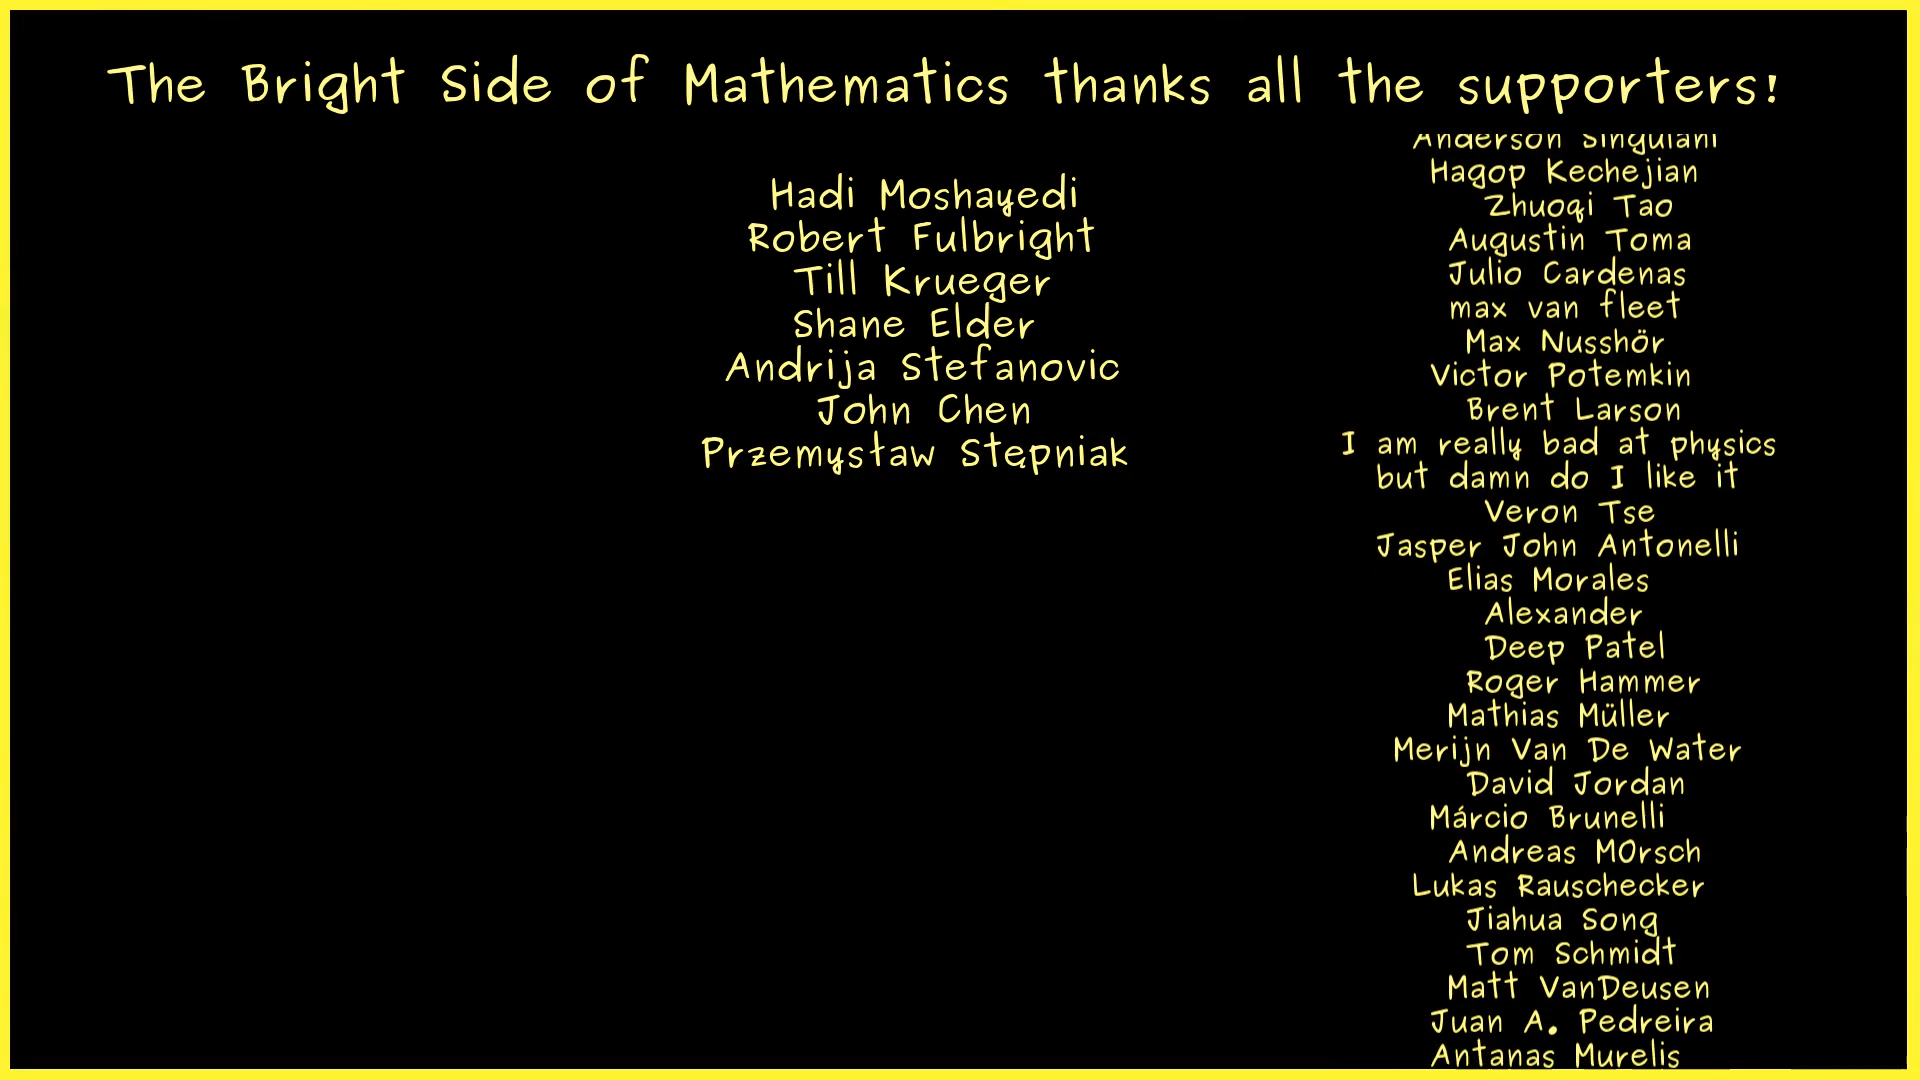 The Bright Side of Mathematics thanks all the supporters!
Hadi Moshayedi
Robert Fulbright
Till Krueger
Shane Elder
Andrija Stefanovic
John Chen
Przemysław Stępniak
Anderson Singulani
Hagop Kechejian
Zhuoqi Tao
Augustin Toma
Julio Cardenas
max van fleet
Max Nusshör
Victor Potemkin
Brent Larson
I am really bad at physics
but damn do I like it
Veron Tse
Jasper John Antonelli
Elias Morales
Alexander
Deep Patel
Roger Hammer
Mathias Müller
Merijn Van De Water
David Jordan
Márcio Brunelli
Andreas MOrsch
Lukas Rauschecker
Jiahua Song
Tom Schmidt
Matt VanDeusen
Juan A. Pedreira
Antanas Murelis